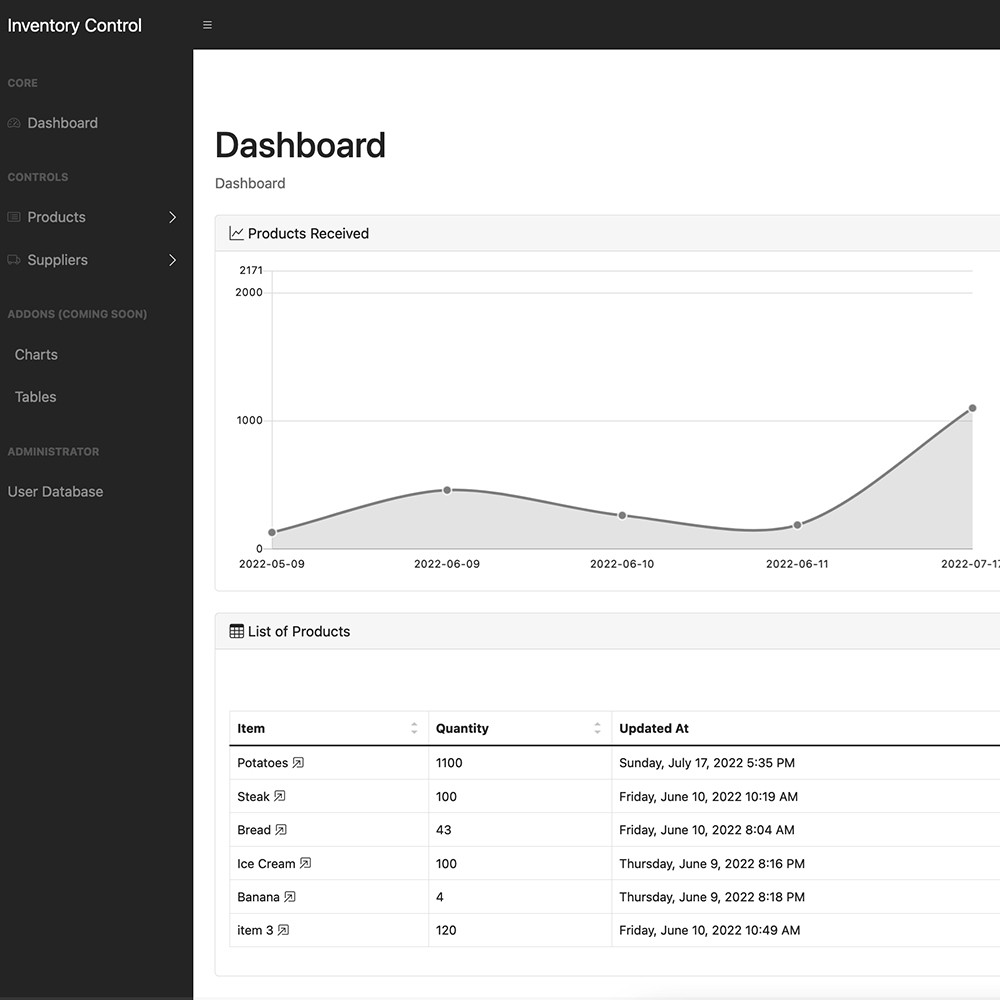 Inventory Control
CORE
Dashboard
CONTROLS
Products
Suppliers
ADDONS (COMING SOON)
Charts
Tables
ADMINISTRATOR
User Database
Dashboard
Dashboard
Products Received
2171
2000
1000
0
2022-05-09 2022-06-09 2022-06-10 2022-06-11 2022-07-17
List of Products
Item Quantity Updated At
Potatoes 1100 Sunday, July 17, 2022 5:35 PM
Steak 100 Friday, June 10, 2022 10:19 AM
Bread 43 Friday, June 10, 2022 8:04 AM
Ice Cream 100 Thursday, June 9, 2022 8:16 PM
Banana 4 Thursday, June 9, 2022 8:18 PM
item 3 120 Friday, June 10, 2022 10:49 AM